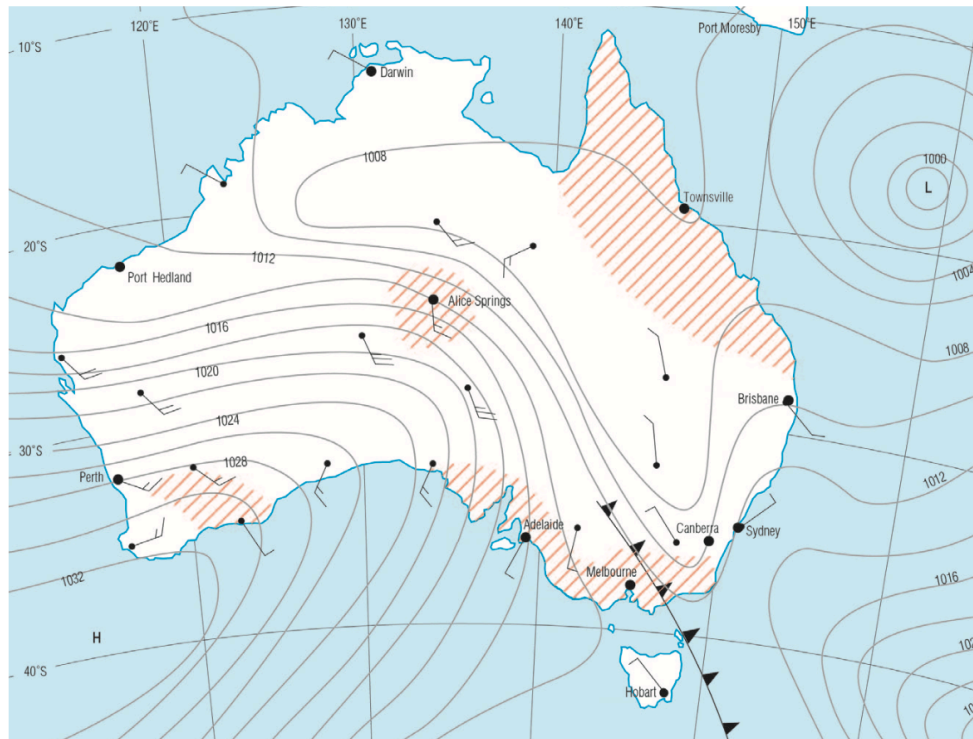 120°E
130°E
140°E
150°E
Port Moresby
10°S
Darwin
1008
1000
L
Townsville
20°S
1012
Port Hedland
1004
Alice Springs
1016
1008
1020
Brisbane
1024
30°S
1028
Perth
1012
Adelaide
Canberra
Sydney
Melbourne
1032
1016
H
40°S
Hobart